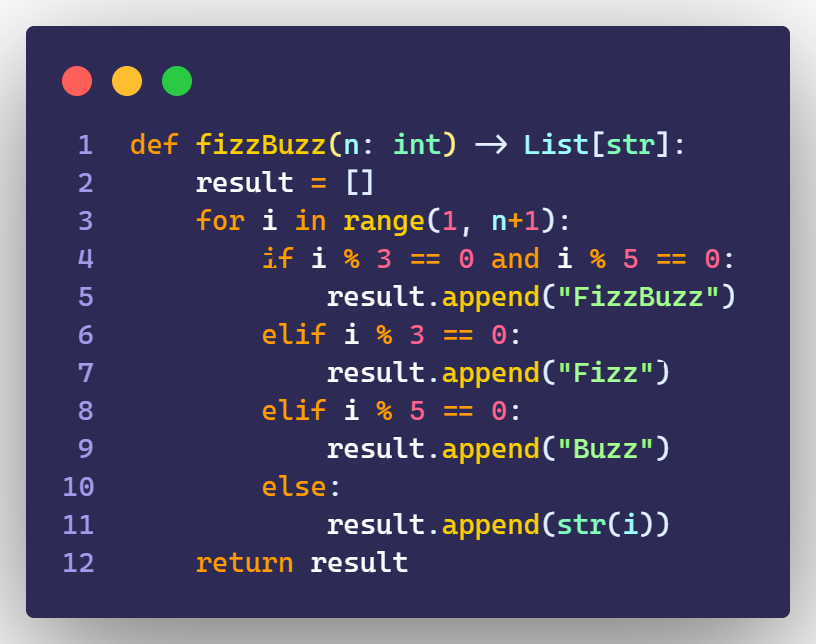 1 def fizzBuzz(n: int) -> List[str]:
2     result = []
3     for i in range(1, n+1):
4         if i % 3 == 0 and i % 5 == 0:
5             result.append("FizzBuzz")
6         elif i % 3 == 0:
7             result.append("Fizz")
8         elif i % 5 == 0:
9             result.append("Buzz")
10         else:
11             result.append(str(i))
12     return result